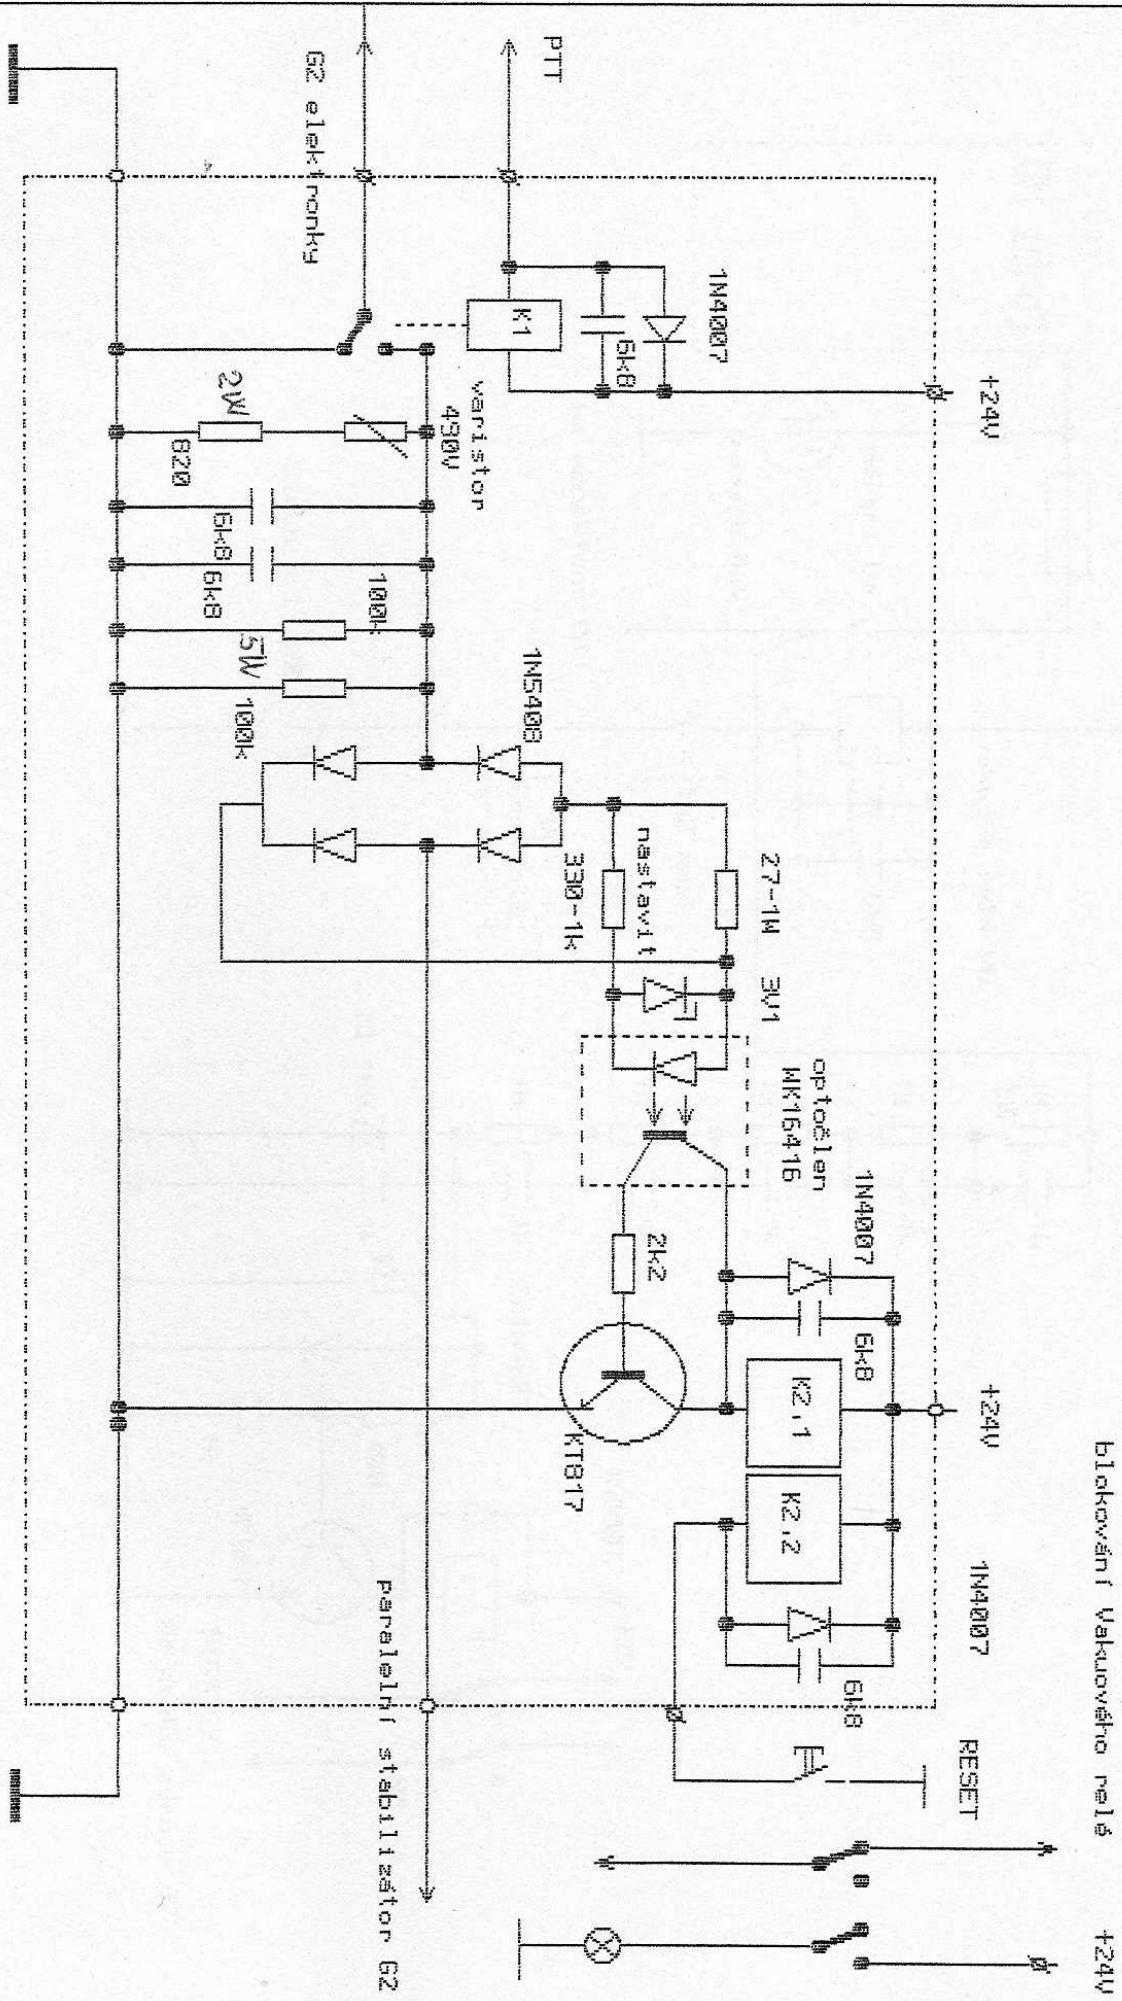 PTT
G2 elektronky
K1
1N4007
6k8
+24V
varistor
430V
2W
820
6k8
6k8
100k
5W
100k
1N5408
nastavit
330-1k
27-1W
3V1
optočlen
WK16416
1N4007
2k2
6k8
KT817
K2,1
+24V
K2,2
1N4007
6k8
RESET
paralelní stabilizátor G2
blokování Vakuového relé
+24V